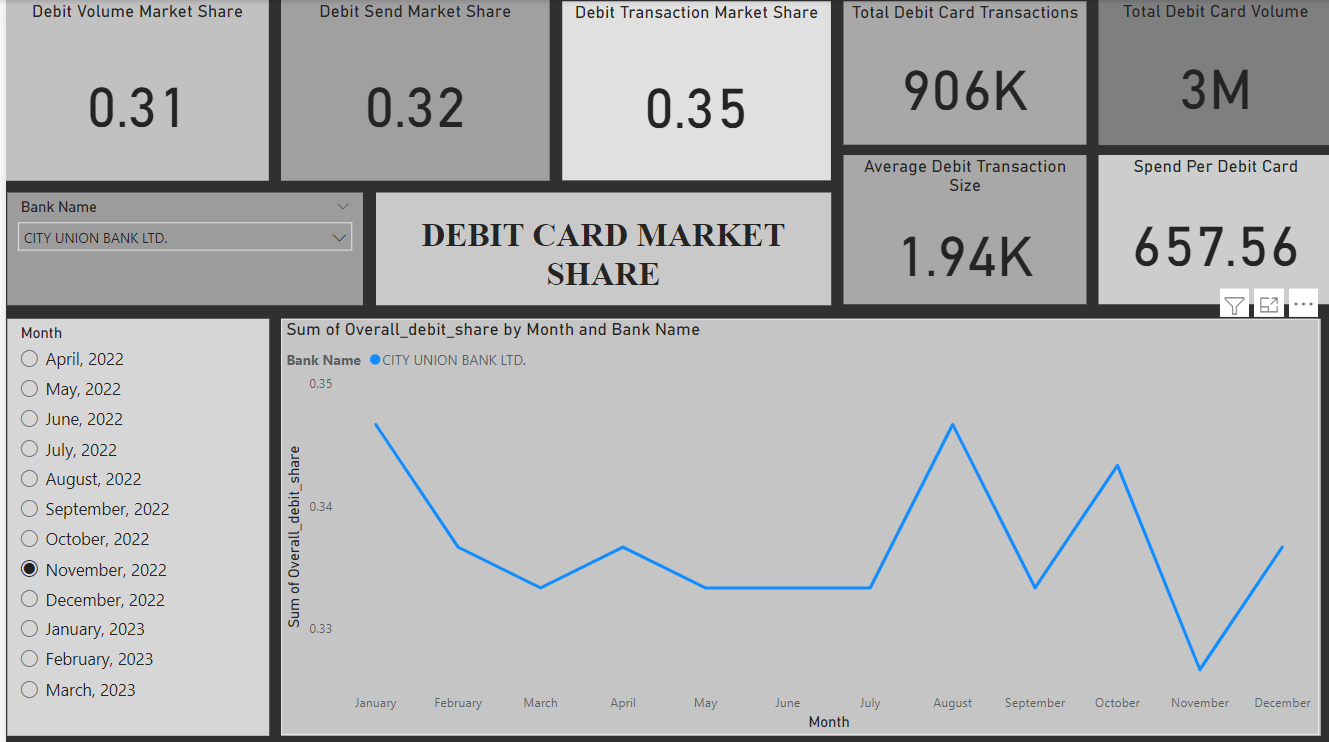 Debit Volume Market Share
0.31
Debit Send Market Share
0.32
Debit Transaction Market Share
0.35
Total Debit Card Transactions
906K
Total Debit Card Volume
3M
Average Debit Transaction
Size
1.94K
Spend Per Debit Card
657.56
Bank Name
CITY UNION BANK LTD.
DEBIT CARD MARKET
SHARE
Month
April, 2022
May, 2022
June, 2022
July, 2022
August, 2022
September, 2022
October, 2022
November, 2022
December, 2022
January, 2023
February, 2023
March, 2023
Sum of Overall_debit_share by Month and Bank Name
Bank Name CITY UNION BANK LTD.
Sum of Overall_debit_share
0.35
0.34
0.33
January February March April May June July August September October November December
Month